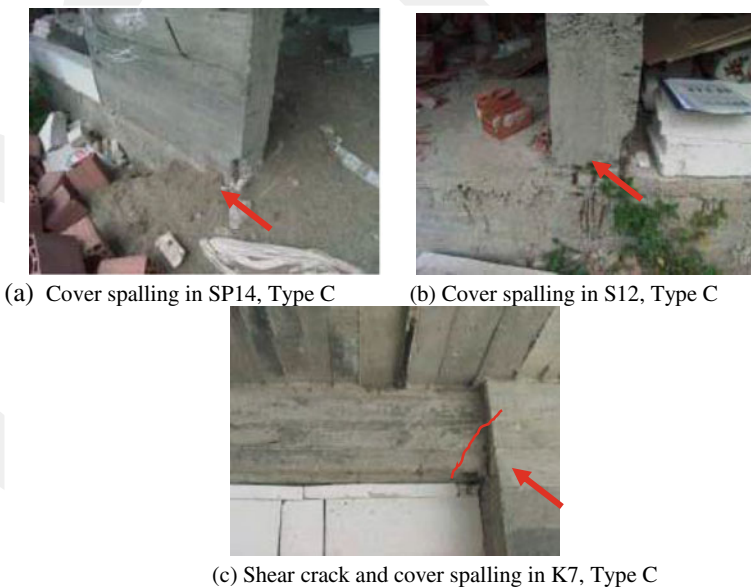 (a) Cover spalling in SP14, Type C
(b) Cover spalling in S12, Type C
(c) Shear crack and cover spalling in K7, Type C